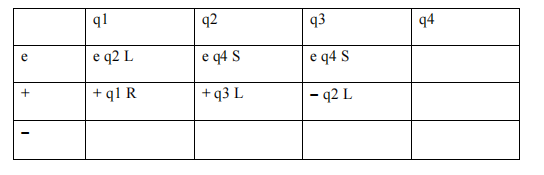 q1 q2 q3 q4
e e q2 L e q4 S e q4 S
+ + q1 R + q3 L − q2 L
−